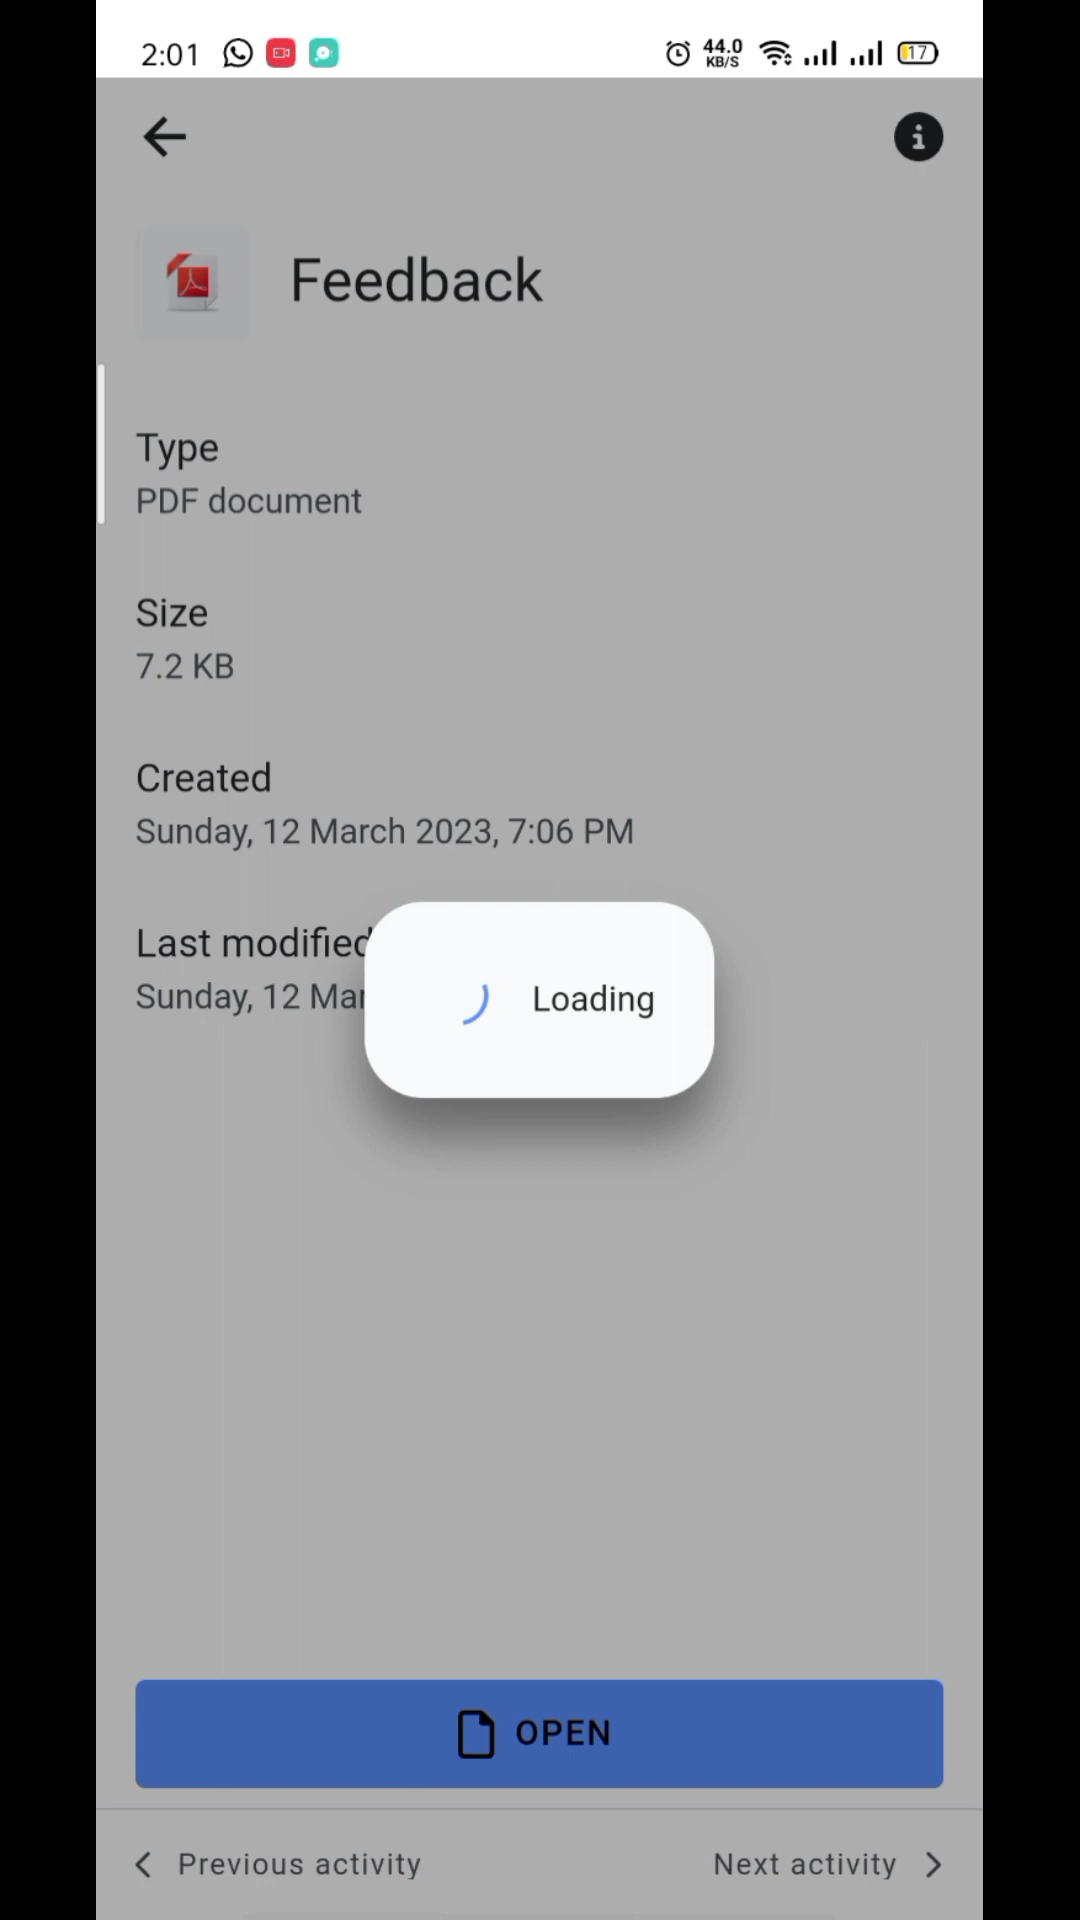 2:01 44.0 KB/S 17
Feedback
Type
PDF document
Size
7.2 KB
Created
Sunday, 12 March 2023, 7:06 PM
Last modified
Sunday, 12 Mar
Loading
OPEN
Previous activity Next activity